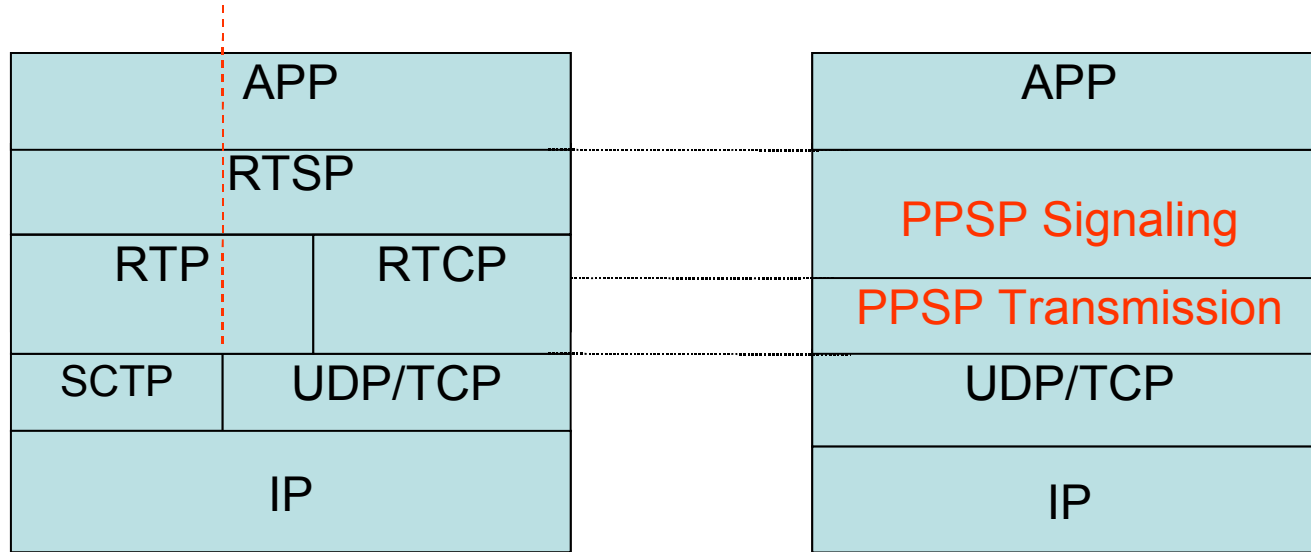 APP
RTSP
RTP
RTCP
SCTP
UDP/TCP
IP
APP
PPSP Signaling
PPSP Transmission
UDP/TCP
IP